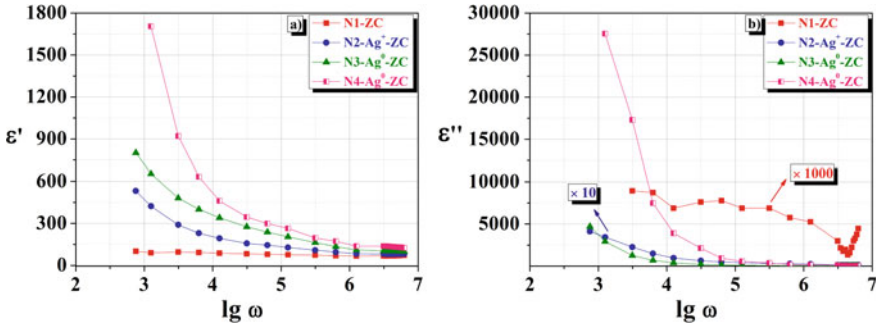 a)
N1-ZC
N2-Ag⁺-ZC
N3-Ag⁰-ZC
N4-Ag⁰-ZC
1800
1500
1200
900
600
300
0
ε'
2 3 4 5 6 7
lg ω
b)
N1-ZC
N2-Ag⁺-ZC
N3-Ag⁰-ZC
N4-Ag⁰-ZC
30000
25000
20000
15000
10000
5000
ε''
× 10
× 1000
2 3 4 5 6 7
lg ω